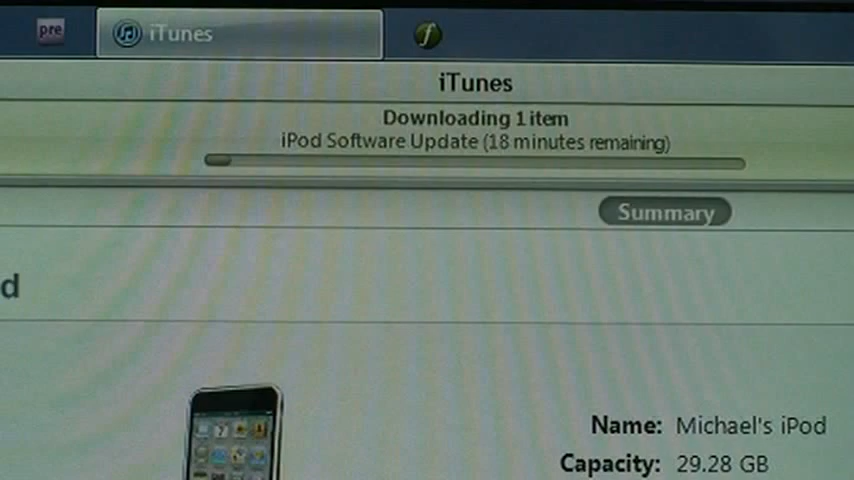 pre
iTunes
f
iTunes
Downloading 1 item
iPod Software Update (18 minutes remaining)
Summary
d
Name: Michael's iPod
Capacity: 29.28 GB